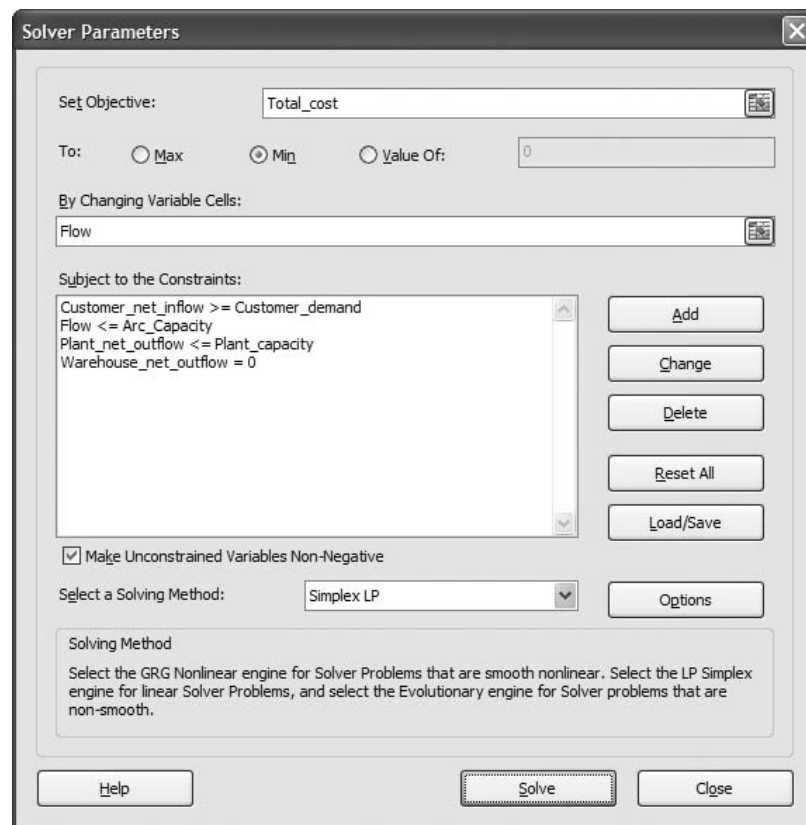 Solver Parameters
Set Objective:
Total_cost
To:
Max
Min
Value Of:
0
By Changing Variable Cells:
Flow
Subject to the Constraints:
Customer_net_inflow >= Customer_demand
Flow <= Arc_Capacity
Plant_net_outflow <= Plant_capacity
Warehouse_net_outflow = 0
Add
Change
Delete
Reset All
Load/Save
Make Unconstrained Variables Non-Negative
Select a Solving Method:
Simplex LP
Options
Solving Method
Select the GRG Nonlinear engine for Solver Problems that are smooth nonlinear. Select the LP Simplex
engine for linear Solver Problems, and select the Evolutionary engine for Solver problems that are
non-smooth.
Help
Solve
Close